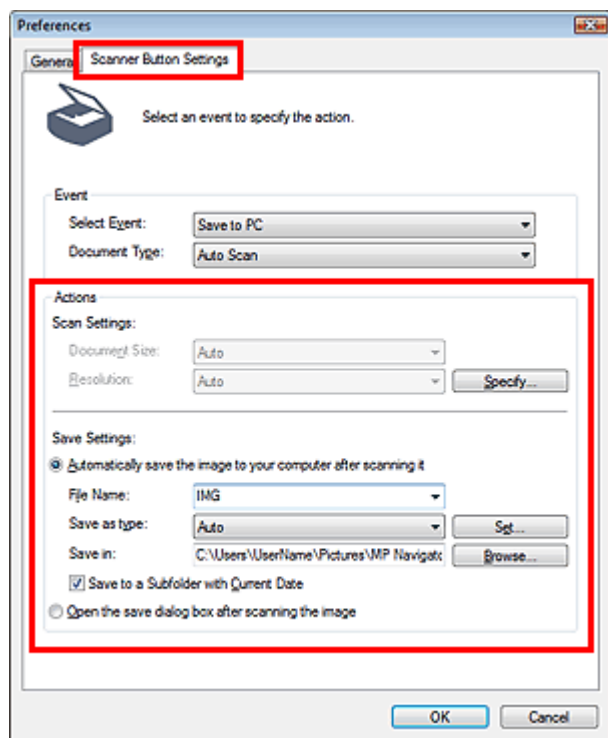 Preferences
General
Scanner Button Settings
Select an event to specify the action.
Event
Select Event: Save to PC
Document Type: Auto Scan
Actions
Scan Settings:
Document Size: Auto
Resolution: Auto Specify...
Save Settings:
Automatically save the image to your computer after scanning it
File Name: IMG
Save as type: Auto Set...
Save in: C:\Users\UserName\Pictures\MP Navigato Browse...
Save to a Subfolder with Current Date
Open the save dialog box after scanning the image
OK Cancel